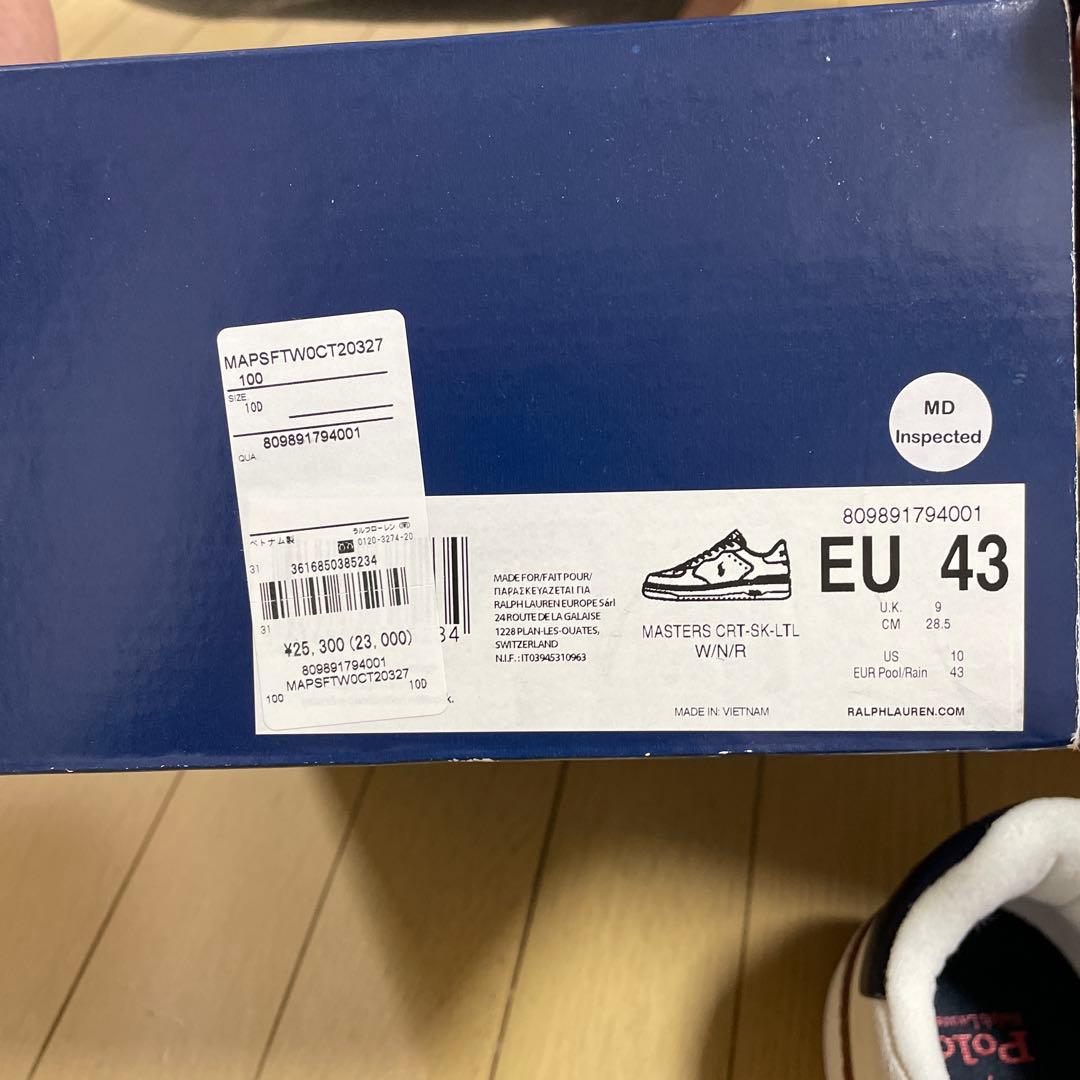 MAPSFTW0CT20327
100
SIZE
10D
809891794001
QUA
ラルフローレン(株)
ベトナム製
0120-3274-20
31
3616850385234
31
¥25,300(23,000)
809891794001
MAPSFTW0CT20327
100
10D
34
k.
MADE FOR/FAIT POUR/
ΠΑΡΑΣΚΕΥΑΖΕΤΑΙ ΓΙΑ
RALPH LAUREN EUROPE Sárl
24 ROUTE DE LA GALAISE
1228 PLAN-LES-OUATES,
SWITZERLAND
N.I.F.: IT03945310963
MASTERS CRT-SK-LTL
W/N/R
MADE IN: VIETNAM
MD
Inspected
809891794001
EU 43
U.K. 9
CM 28.5
US 10
EUR Pool/Rain 43
RALPHLAUREN.COM
Polo